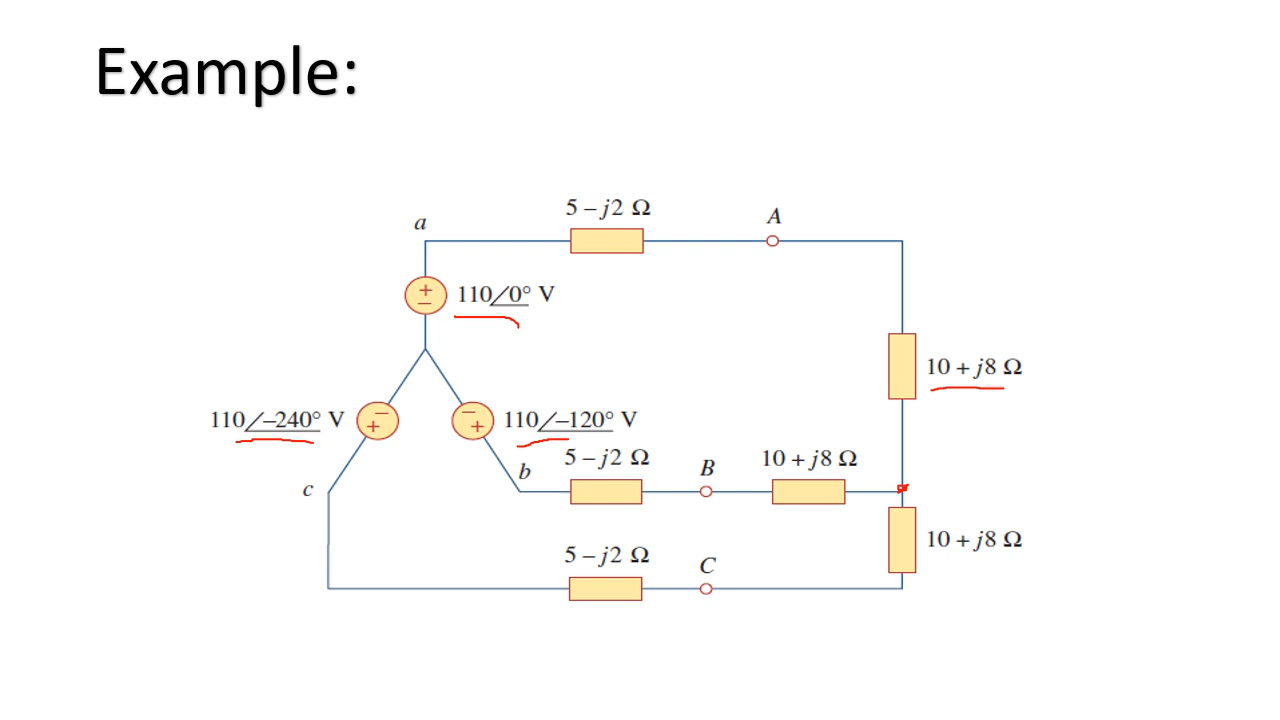 Example:
5 – j2 Ω
A
a
+
–
110/0° V
10 + j8 Ω
110/–240° V
–
+
–
+
110/–120° V
5 – j2 Ω
B
10 + j8 Ω
b
c
10 + j8 Ω
5 – j2 Ω
C